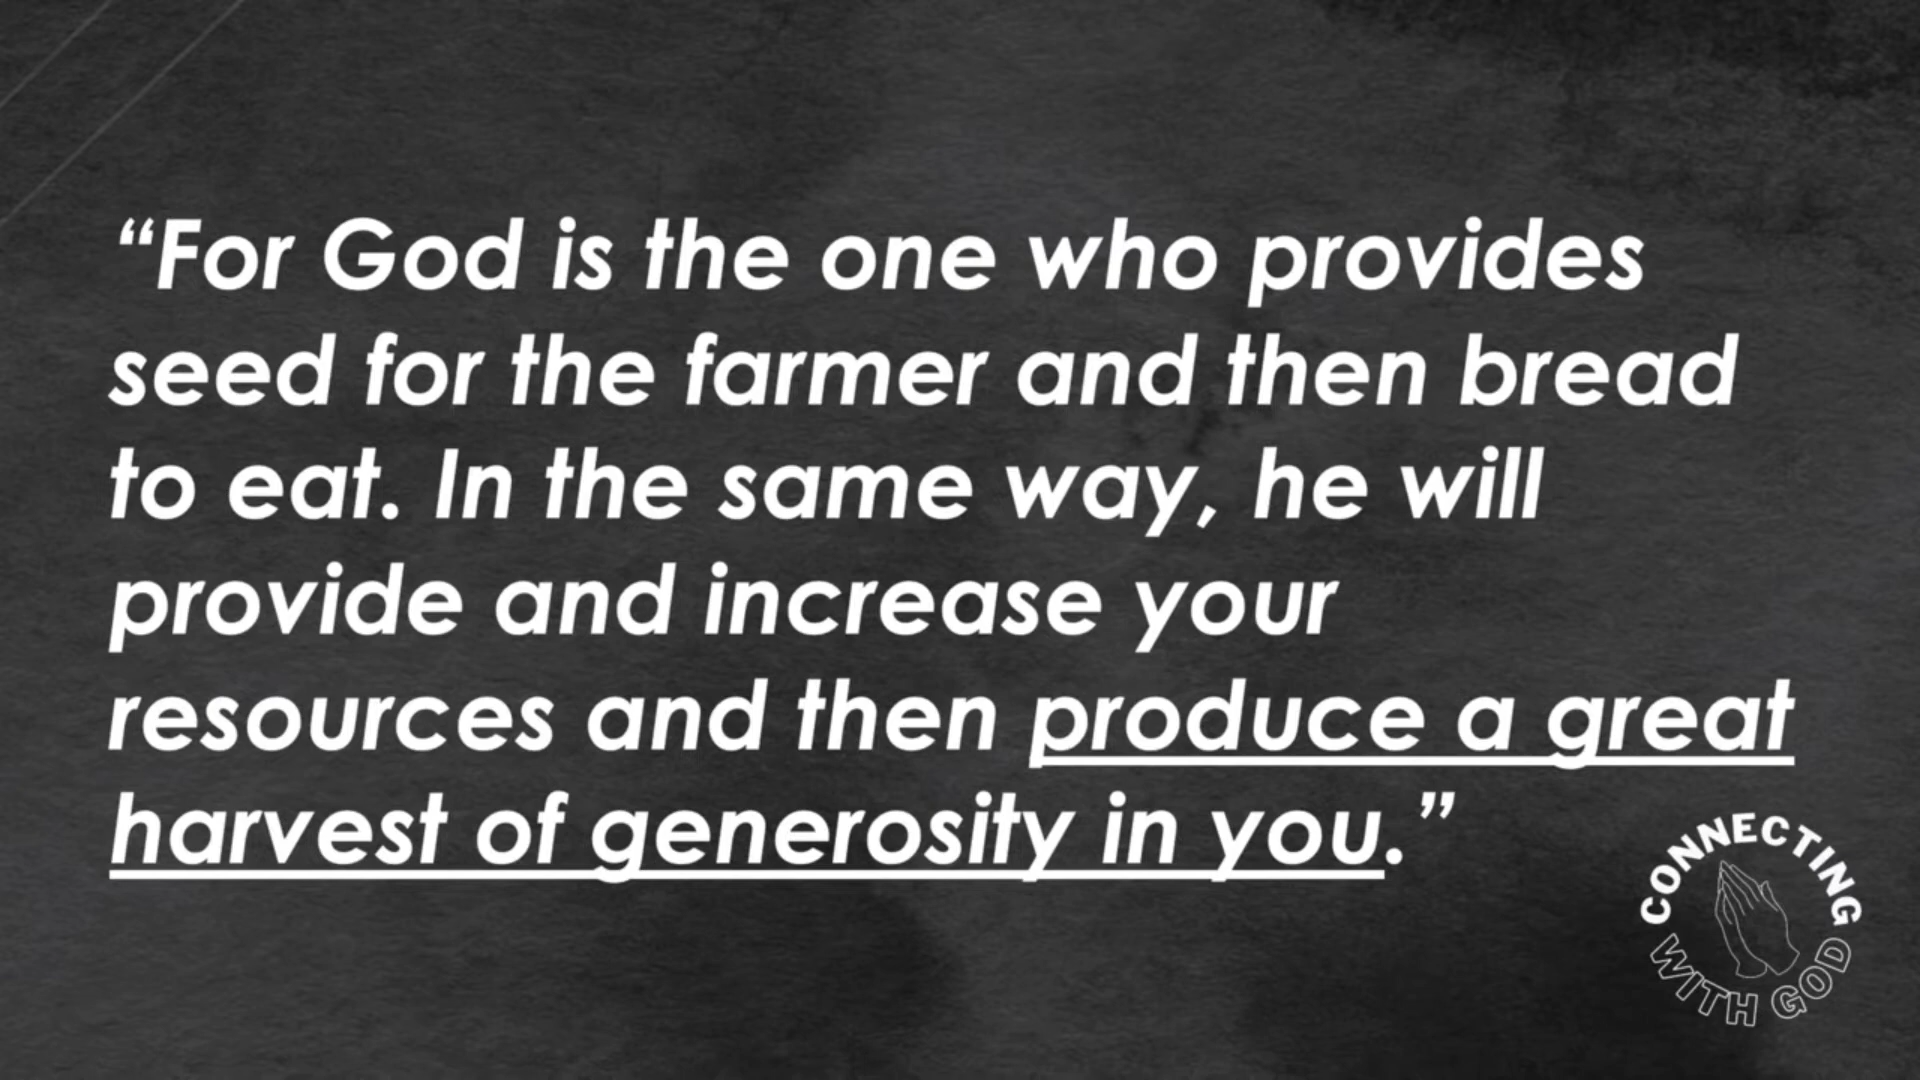 “For God is the one who provides
seed for the farmer and then bread
to eat. In the same way, he will
provide and increase your
resources and then produce a great
harvest of generosity in you.”
CONNECTING
WITH GOD